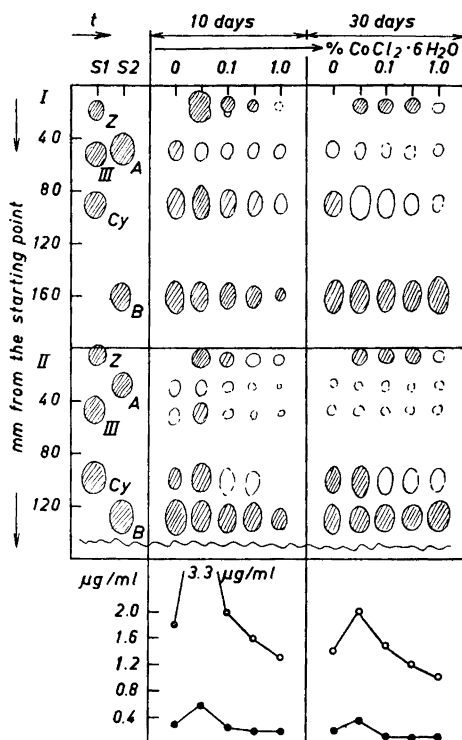 t 10 days 30 days
% CoCl2·6H2O
S1 S2 0 0.1 1.0 0 0.1 1.0
I
Z
40
III A
80
Cy
120
160
B
mm from the starting point
II
Z
A
40
III
80
Cy
120
B
µg/ml 3.3 µg/ml
2.0
1.6
1.2
0.8
0.4